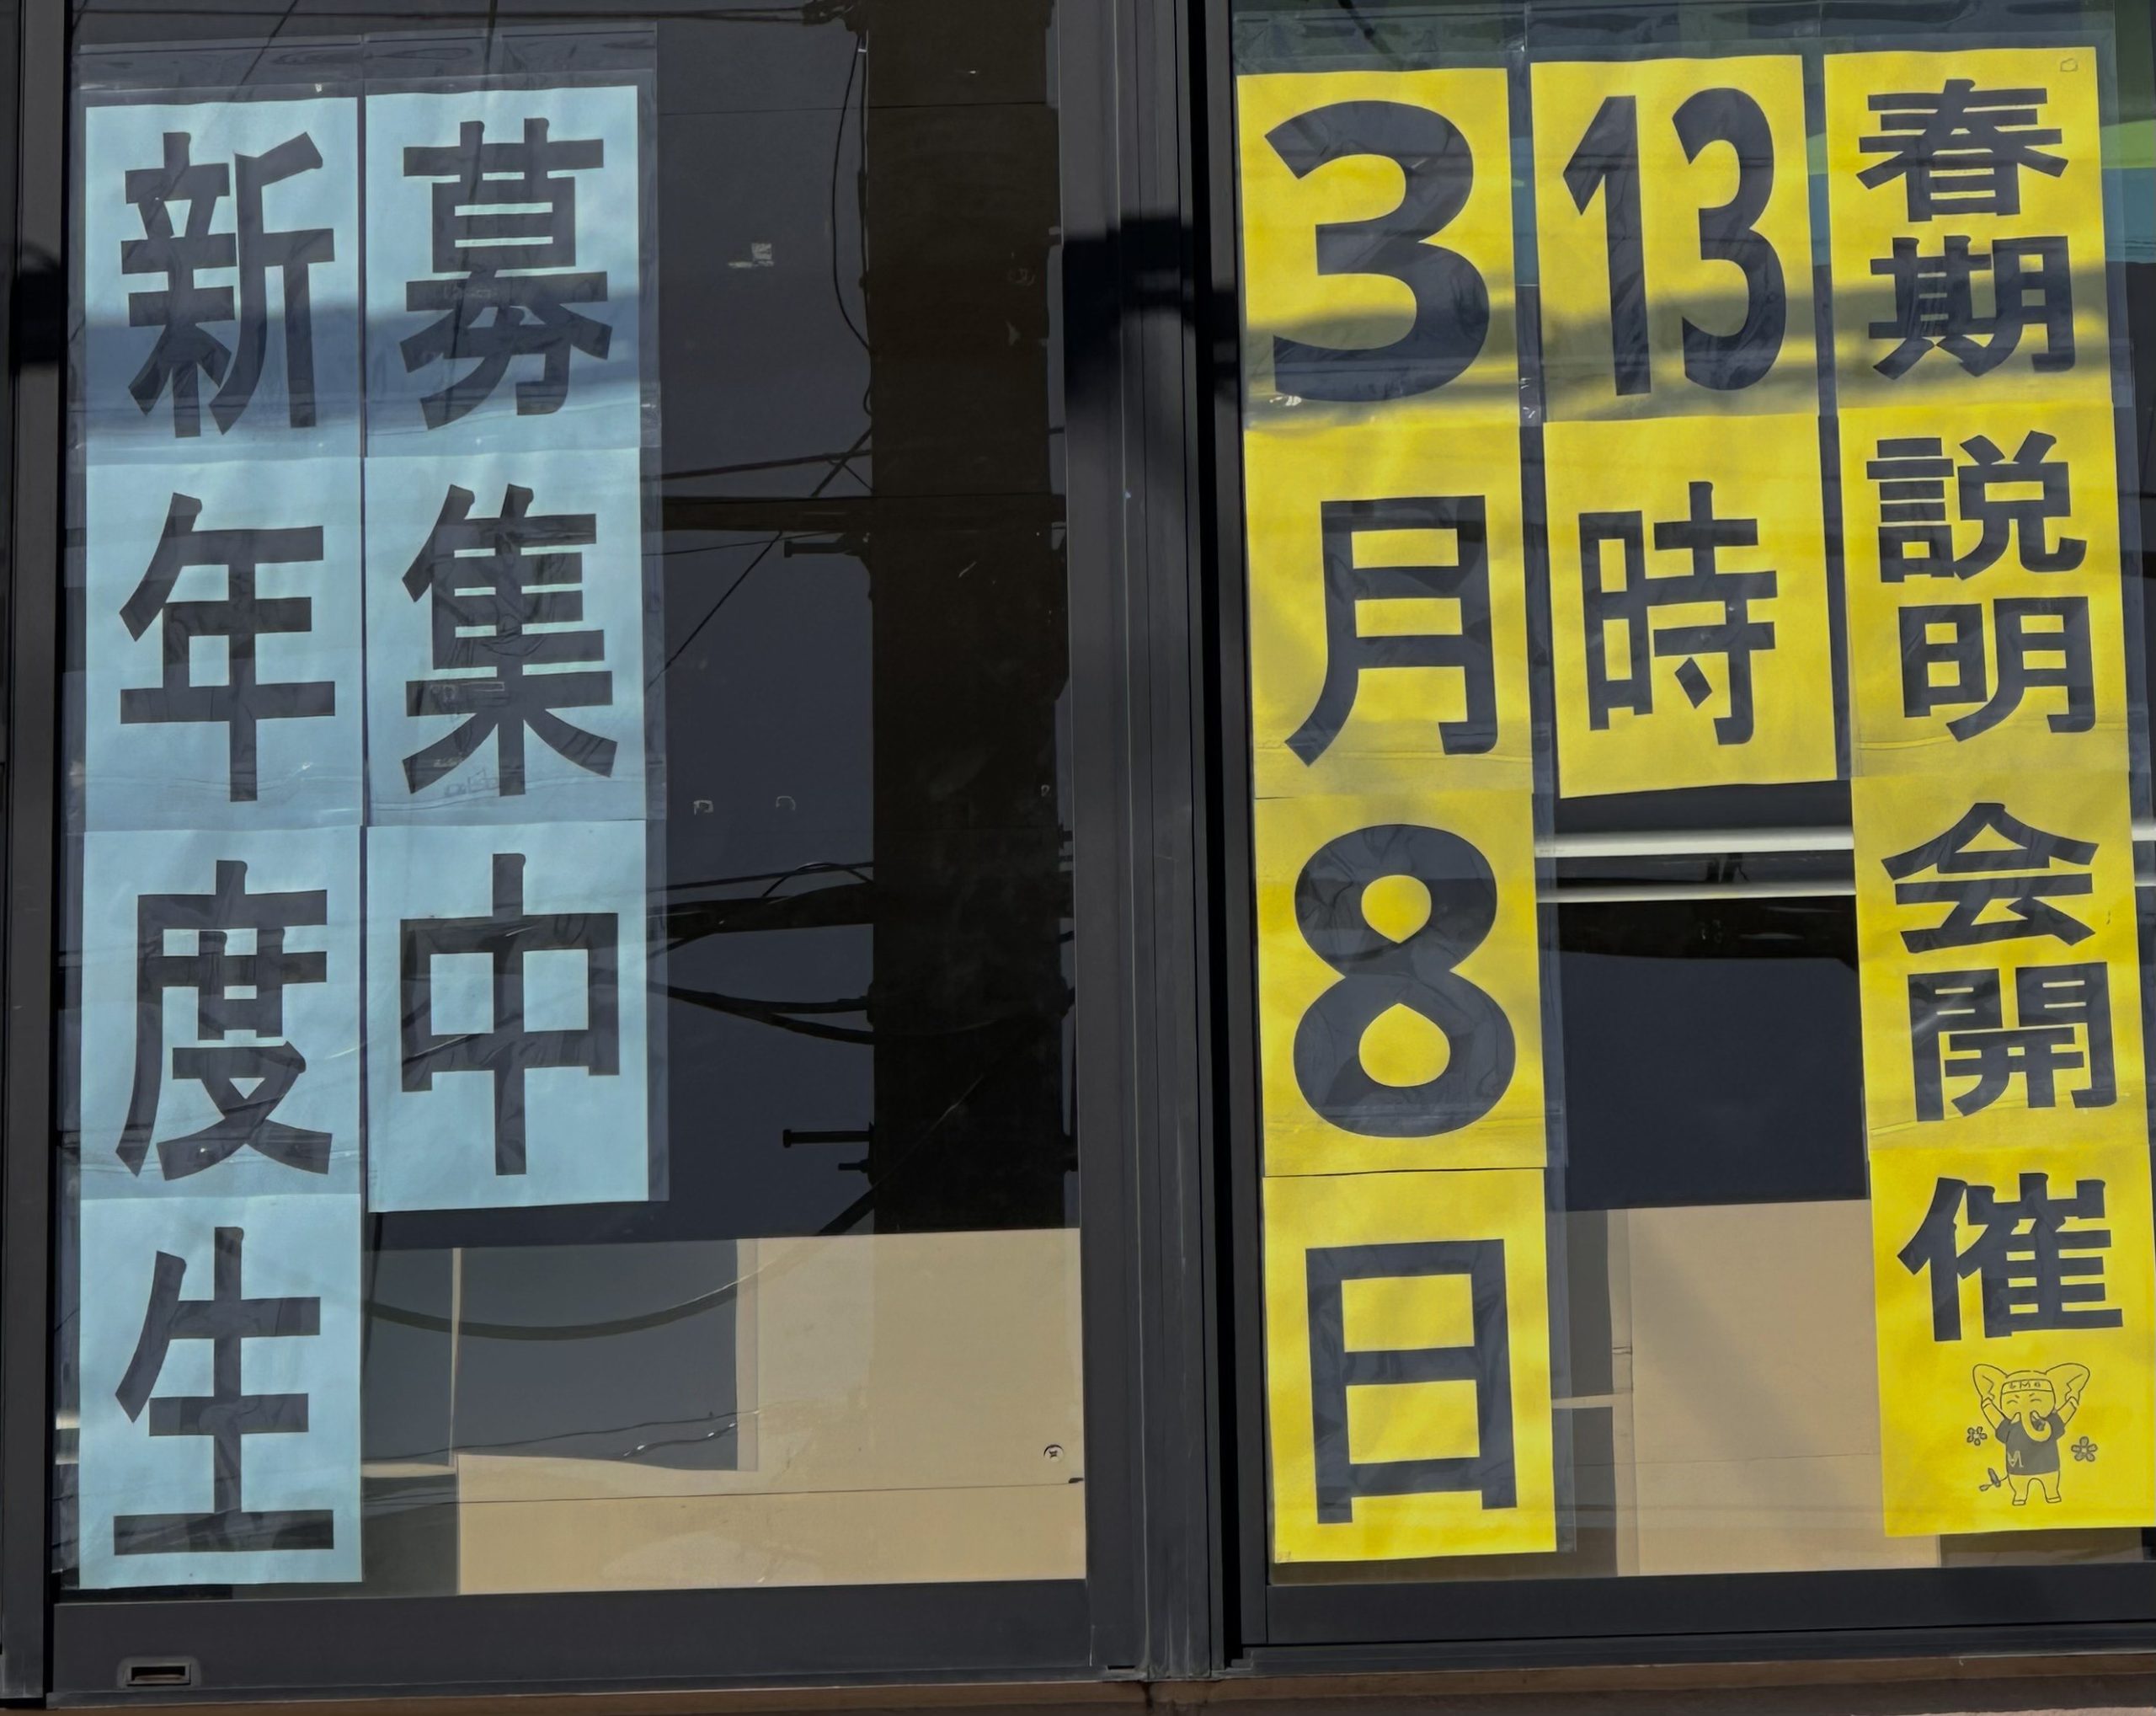 新年度生
募集中
3月8日
13時
春期説明会開催